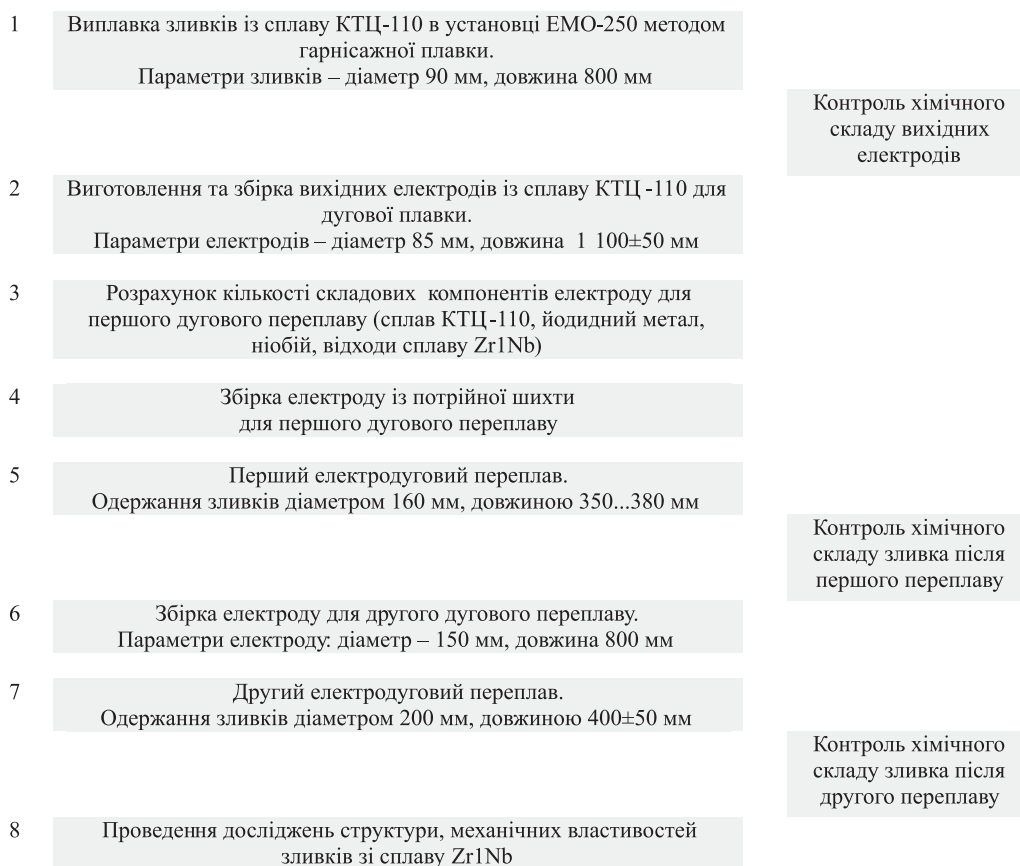 1 Виплавка зливків із сплаву КТЦ-110 в установці ЕМО-250 методом
гарнісажної плавки.
Параметри зливків – діаметр 90 мм, довжина 800 мм
Контроль хімічного
складу вихідних
електродів
2 Виготовлення та збірка вихідних електродів із сплаву КТЦ -110 для
дугової плавки.
Параметри електродів – діаметр 85 мм, довжина 1 100±50 мм
3 Розрахунок кількості складових компонентів електроду для
першого дугового переплаву (сплав КТЦ-110, йодидний метал,
ніобій, відходи сплаву Zr1Nb)
4 Збірка електроду із потрійної шихти
для першого дугового переплаву
5 Перший електродуговий переплав.
Одержання зливків діаметром 160 мм, довжиною 350...380 мм
Контроль хімічного
складу зливка після
першого переплаву
6 Збірка електроду для другого дугового переплаву.
Параметри електроду: діаметр – 150 мм, довжина 800 мм
7 Другий електродуговий переплав.
Одержання зливків діаметром 200 мм, довжиною 400±50 мм
Контроль хімічного
складу зливка після
другого переплаву
8 Проведення досліджень структури, механічних властивостей
зливків зі сплаву Zr1Nb